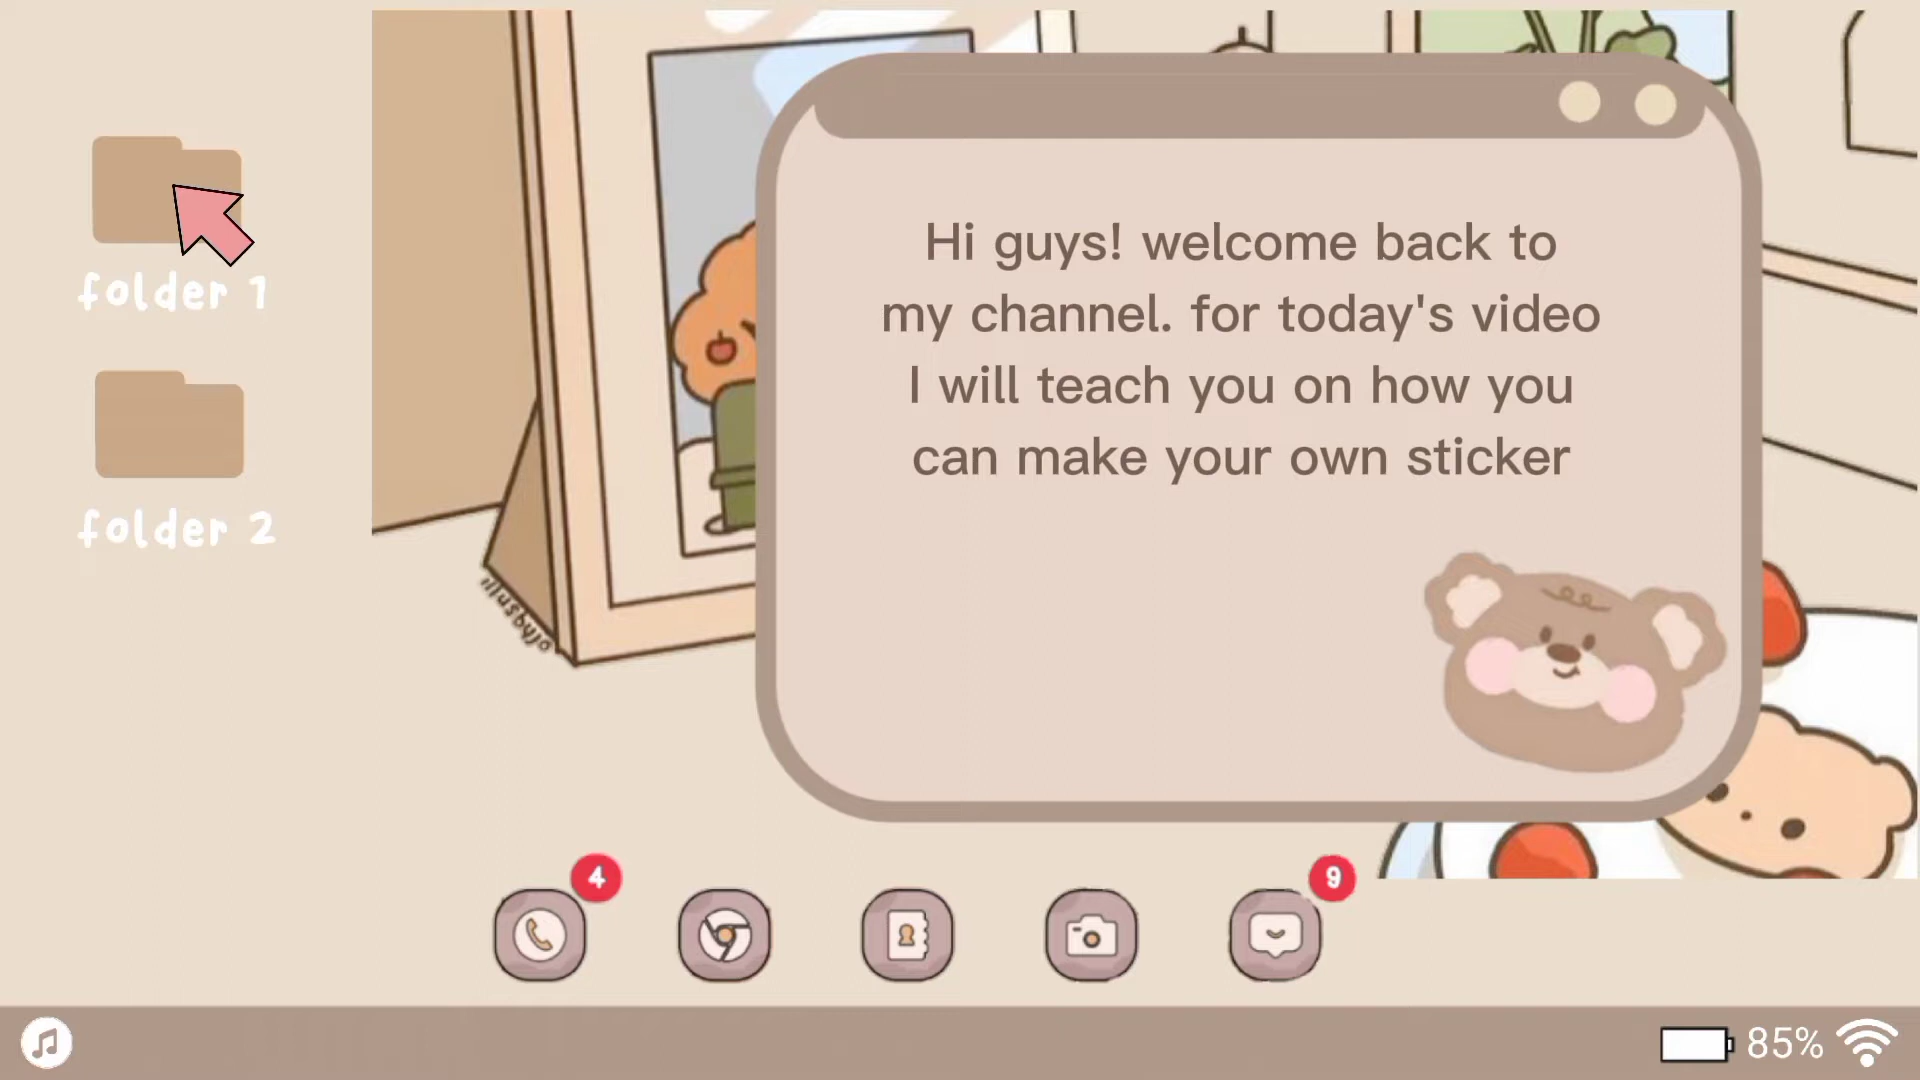 Hi guys! welcome back to
my channel. for today's video
I will teach you on how you
can make your own sticker
folder 1
folder 2
illusbyjo
4
9
85%